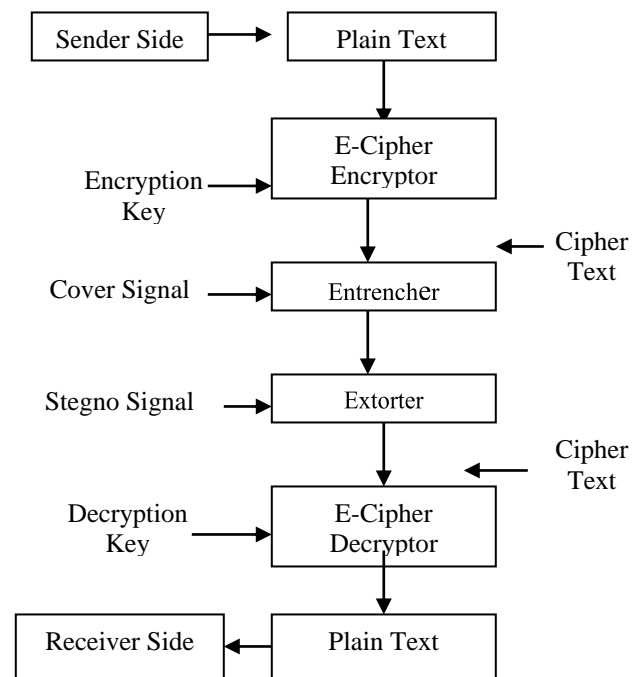 Sender Side
Plain Text
E-Cipher
Encryptor
Encryption
Key
Cipher
Text
Cover Signal
Entrencher
Stegno Signal
Extorter
Cipher
Text
Decryption
Key
E-Cipher
Decryptor
Receiver Side
Plain Text